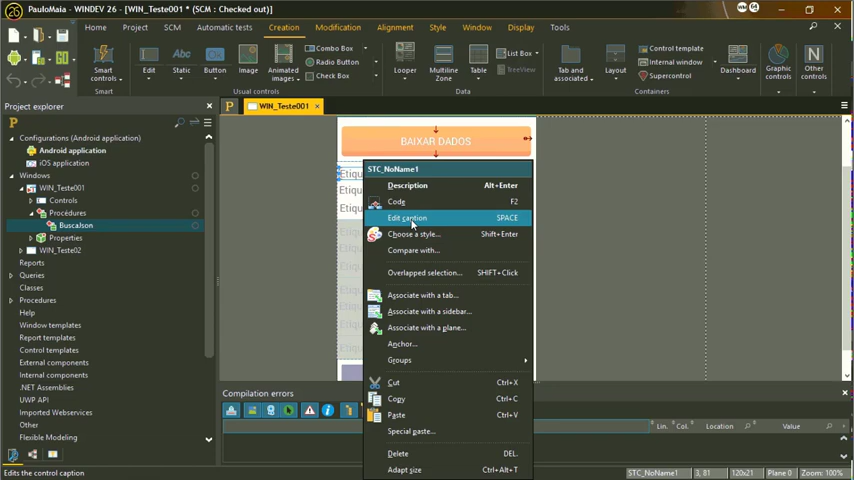 PauloMaia - WINDEV 26 - [WIN_Teste001 * (SCM : Checked out)]
64
Home Project SCM Automatic tests Creation Modification Alignment Style Window Display Tools
GO
Smart controls
Edit
Static
Button
Image
Animated images
Combo Box
Radio Button
Check Box
Looper
Multiline Zone
Table
List Box
TreeView
Tab and associated
Layout
Control template
Internal window
Supercontrol
Dashboard
Graphic controls
Other controls
Smart Usual controls Data Containers
Project explorer
WIN_Teste001 *
Configurations (Android application)
Android application
iOS application
Windows
WIN_Teste001
Controls
Procédures
BuscaJson
Properties
WIN_Teste02
Reports
Queries
Classes
Procedures
Help
Window templates
Report templates
Control templates
External components
Internal components
.NET Assemblies
UWP API
Imported Webservices
Other
Flexible Modeling
BAIXAR DADOS
Etiqu
Etiqu
Etiqu
STC_NoName1
Description Alt+Enter
Code F2
Edit caption SPACE
Choose a style... Shift+Enter
Compare with...
Overlapped selection... SHIFT+Click
Associate with a tab...
Associate with a sidebar...
Associate with a plane...
Anchor...
Groups
Cut Ctrl+X
Copy Ctrl+C
Paste Ctrl+V
Special paste...
Delete DEL.
Adapt size Ctrl+Alt+T
Compilation errors
Lin. Col. Location Value
Edits the control caption
STC_NoName1 3, 81 120x21 Plane 0 Zoom: 100%